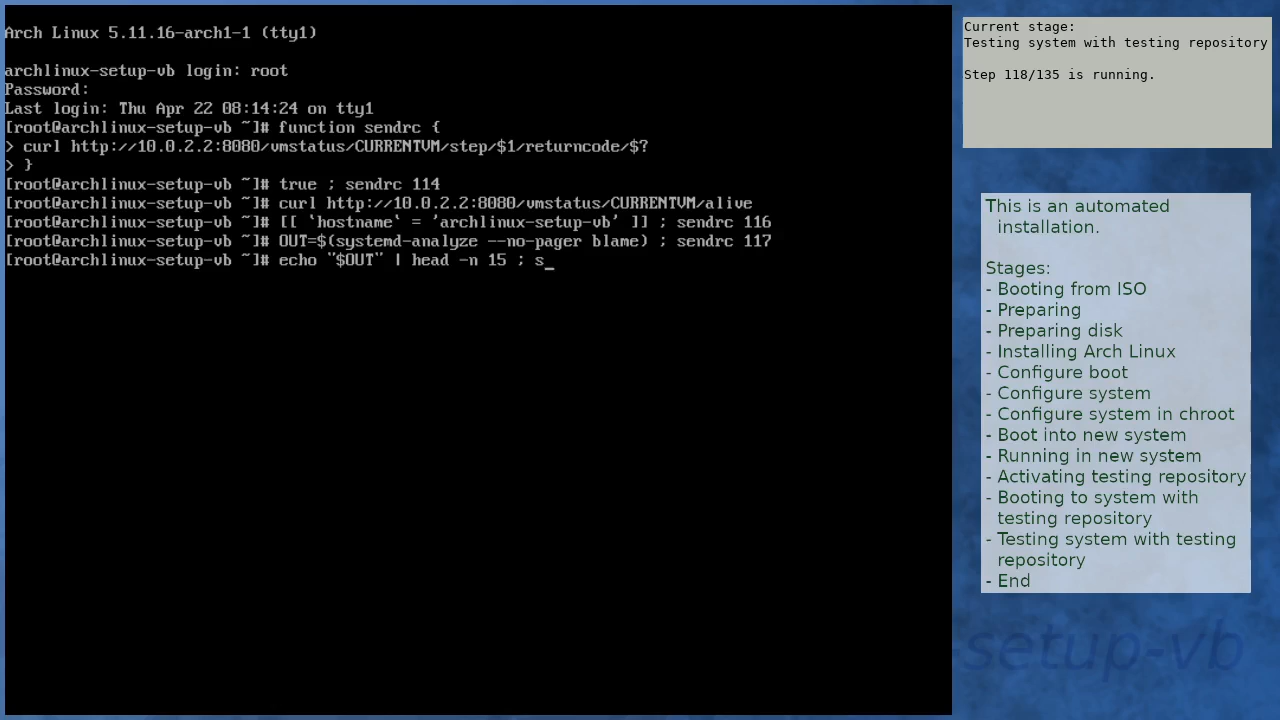 Arch Linux 5.11.16-arch1-1 (tty1)
archlinux-setup-vb login: root
Password:
Last login: Thu Apr 22 08:14:24 on tty1
[root@archlinux-setup-vb ~]# function sendrc {
> curl http://10.0.2.2:8080/vmstatus/CURRENTVM/step/$1/returncode/$?
> }
[root@archlinux-setup-vb ~]# true ; sendrc 114
[root@archlinux-setup-vb ~]# curl http://10.0.2.2:8080/vmstatus/CURRENTVM/alive
[root@archlinux-setup-vb ~]# [[ `hostname` = 'archlinux-setup-vb' ]] ; sendrc 116
[root@archlinux-setup-vb ~]# OUT=$(systemd-analyze --no-pager blame) ; sendrc 117
[root@archlinux-setup-vb ~]# echo "$OUT" | head -n 15 ; s_
Current stage:
Testing system with testing repository
Step 118/135 is running.
This is an automated
installation.
Stages:
- Booting from ISO
- Preparing
- Preparing disk
- Installing Arch Linux
- Configure boot
- Configure system
- Configure system in chroot
- Boot into new system
- Running in new system
- Activating testing repository
- Booting to system with
testing repository
- Testing system with testing
repository
- End
-setup-vb